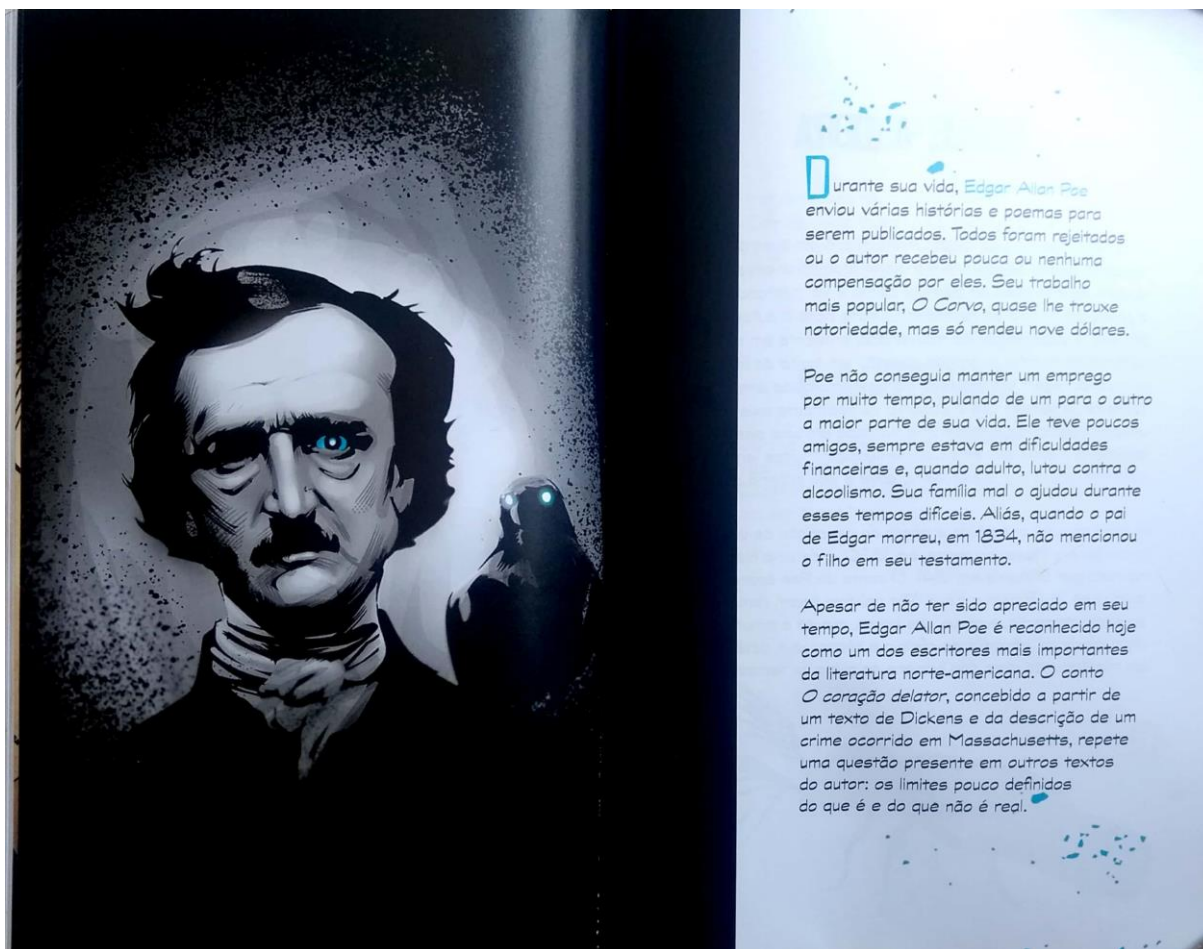 Durante sua vida, Edgar Allan Poe
enviou várias histórias e poemas para
serem publicados. Todos foram rejeitados
ou o autor recebeu pouca ou nenhuma
compensação por eles. Seu trabalho
mais popular, O Corvo, quase lhe trouxe
notoriedade, mas só rendeu nove dólares.
Poe não conseguia manter um emprego
por muito tempo, pulando de um para o outro
a maior parte de sua vida. Ele teve poucos
amigos, sempre estava em dificuldades
financeiras e, quando adulto, lutou contra o
alcoolismo. Sua família mal o ajudou durante
esses tempos difíceis. Aliás, quando o pai
de Edgar morreu, em 1834, não mencionou
o filho em seu testamento.
Apesar de não ter sido apreciado em seu
tempo, Edgar Allan Poe é reconhecido hoje
como um dos escritores mais importantes
da literatura norte-americana. O conto
O coração delator, concebido a partir de
um texto de Dickens e da descrição de um
crime ocorrido em Massachusetts, repete
uma questão presente em outros textos
do autor: os limites pouco definidos
do que é e do que não é real.